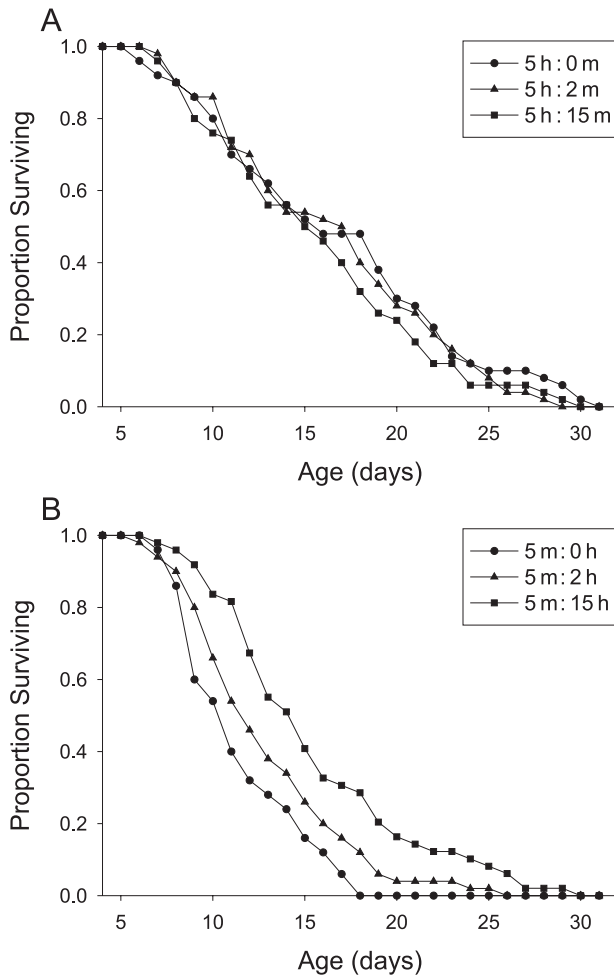 A
1.0
0.8
0.6
0.4
0.2
0.0
Proportion Surviving
5 h : 0 m
5 h : 2 m
5 h : 15 m
5 10 15 20 25 30
Age (days)
B
1.0
0.8
0.6
0.4
0.2
0.0
Proportion Surviving
5 m : 0 h
5 m : 2 h
5 m : 15 h
5 10 15 20 25 30
Age (days)